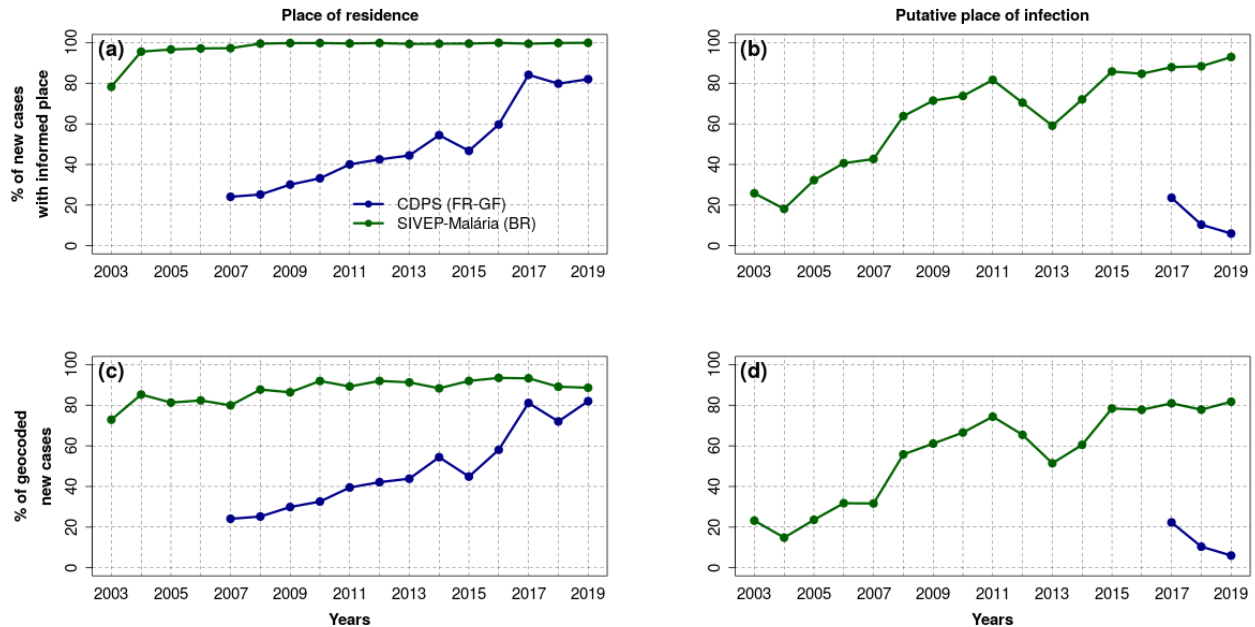 Place of residence
Putative place of infection
% of new cases
with informed place
(a)
100
80
60
40
20
0
CDPS (FR-GF)
SIVEP-Malária (BR)
2003 2005 2007 2009 2011 2013 2015 2017 2019
(b)
100
80
60
40
20
0
2003 2005 2007 2009 2011 2013 2015 2017 2019
% of geocoded
new cases
(c)
100
80
60
40
20
0
2003 2005 2007 2009 2011 2013 2015 2017 2019
Years
(d)
100
80
60
40
20
0
2003 2005 2007 2009 2011 2013 2015 2017 2019
Years